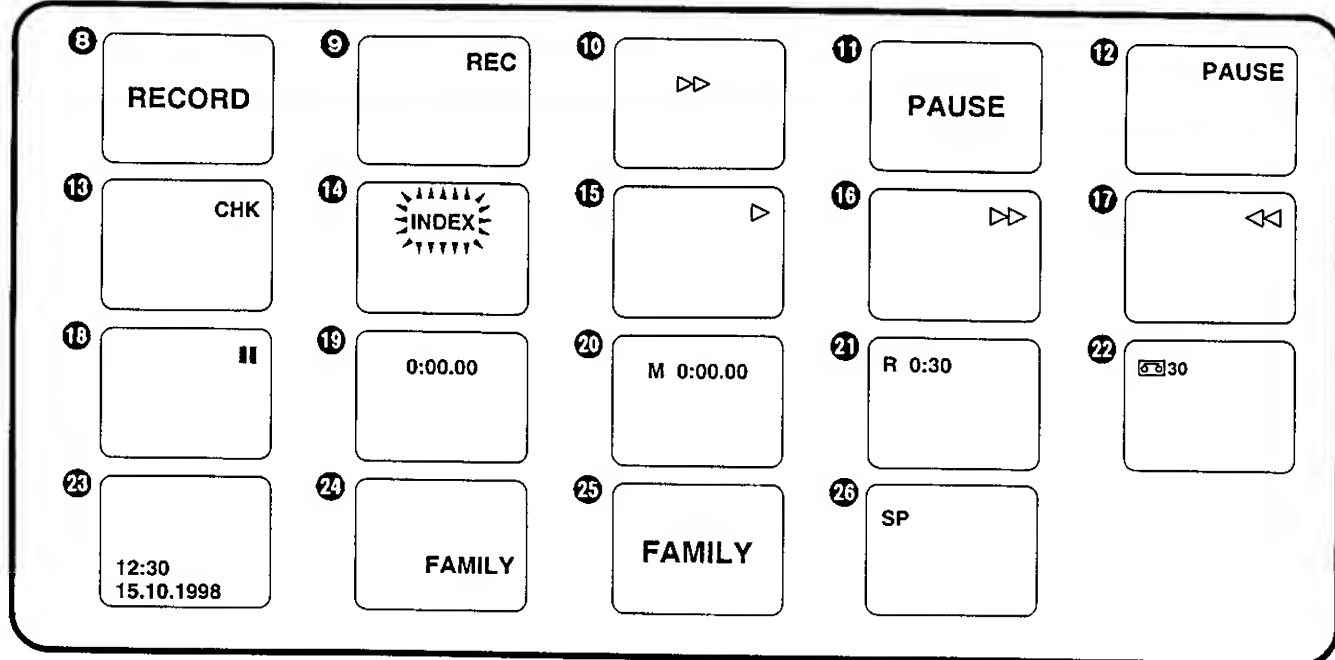 8 RECORD
9 REC
10 ▷▷
11 PAUSE
12 PAUSE
13 CHK
14 INDEX
15 ▷
16 ▷▷
17 ◁◁
18 ▮▮
19 0:00.00
20 M 0:00.00
21 R 0:30
22 30
23 12:30
15.10.1998
24 FAMILY
25 FAMILY
26 SP